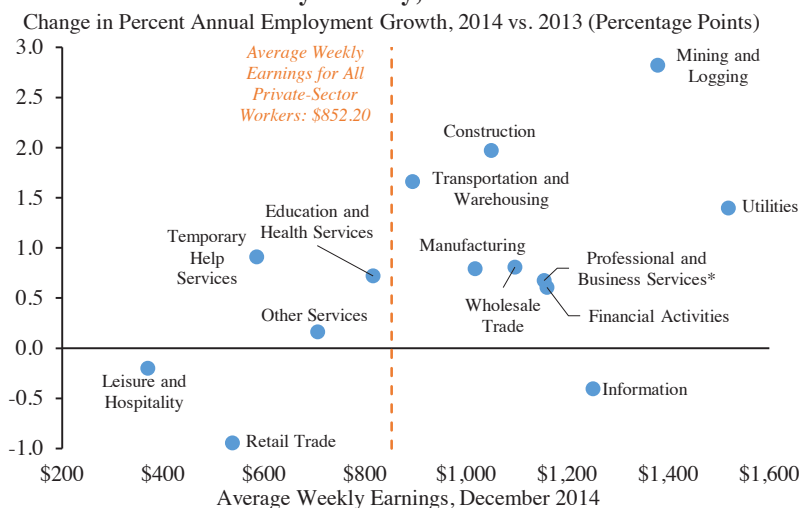 Change in Percent Annual Employment Growth, 2014 vs. 2013 (Percentage Points)
3.0
2.5
2.0
1.5
1.0
0.5
0.0
-0.5
-1.0
Average Weekly
Earnings for All
Private-Sector
Workers: $852.20
Mining and
Logging
Construction
Transportation and
Warehousing
Utilities
Education and
Health Services
Temporary
Help
Services
Manufacturing
Professional and
Business Services*
Wholesale
Trade
Financial Activities
Other Services
Leisure and
Hospitality
Information
Retail Trade
$200 $400 $600 $800 $1,000 $1,200 $1,400 $1,600
Average Weekly Earnings, December 2014